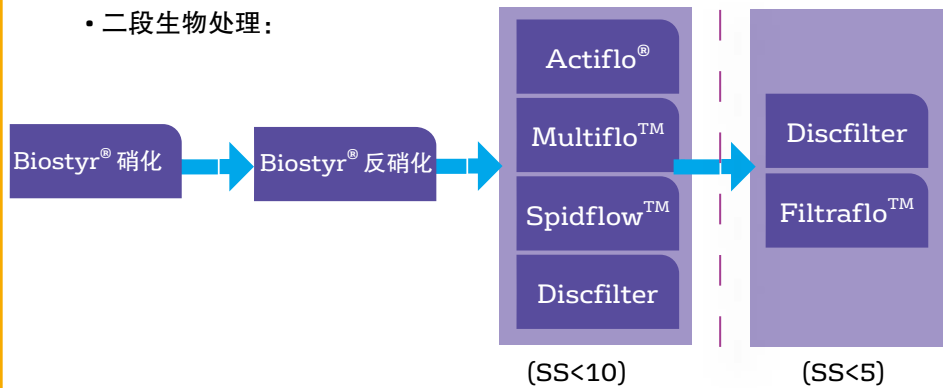 • 二段生物处理：
Biostyr® 硝化
Biostyr® 反硝化
Actiflo®
Multiflo™
Spidflow™
Discfilter
(SS<10)
Discfilter
Filtraflo™
(SS<5)